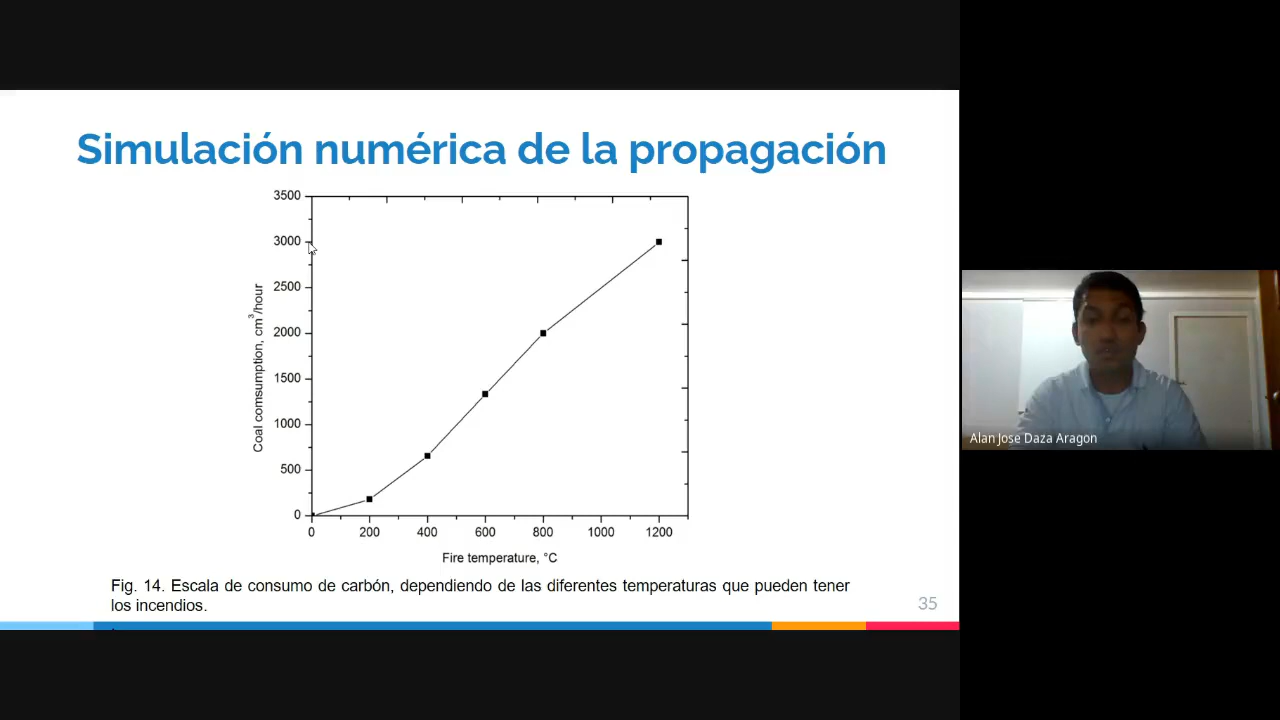 Simulación numérica de la propagación
3500
3000
2500
2000
1500
1000
500
0
Coal comsumption, cm³/hour
0 200 400 600 800 1000 1200
Fire temperature, °C
Fig. 14. Escala de consumo de carbón, dependiendo de las diferentes temperaturas que pueden tener
los incendios.
35
Alan Jose Daza Aragon